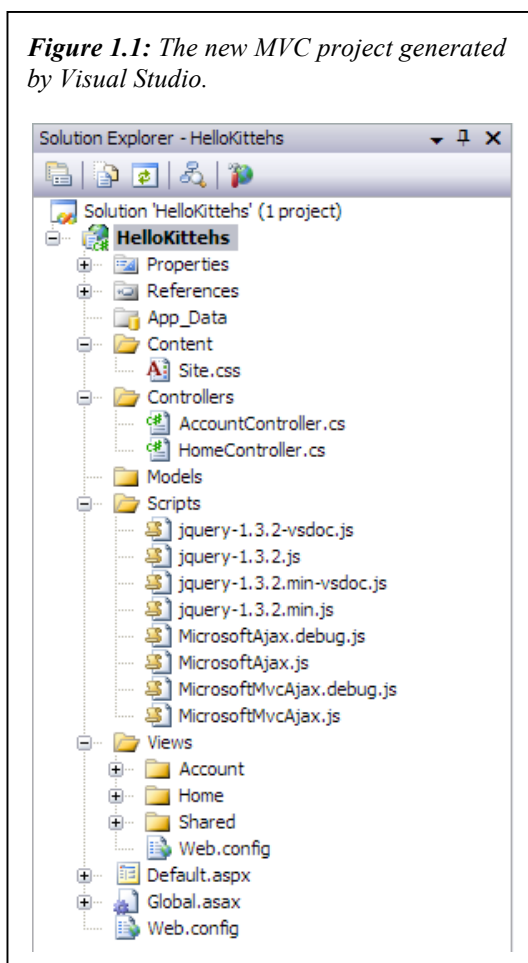 Figure 1.1: The new MVC project generated
by Visual Studio.
Solution Explorer - HelloKittehs
Solution 'HelloKittehs' (1 project)
HelloKittehs
Properties
References
App_Data
Content
Site.css
Controllers
AccountController.cs
HomeController.cs
Models
Scripts
jquery-1.3.2-vsdoc.js
jquery-1.3.2.js
jquery-1.3.2.min-vsdoc.js
jquery-1.3.2.min.js
MicrosoftAjax.debug.js
MicrosoftAjax.js
MicrosoftMvcAjax.debug.js
MicrosoftMvcAjax.js
Views
Account
Home
Shared
Web.config
Default.aspx
Global.asax
Web.config